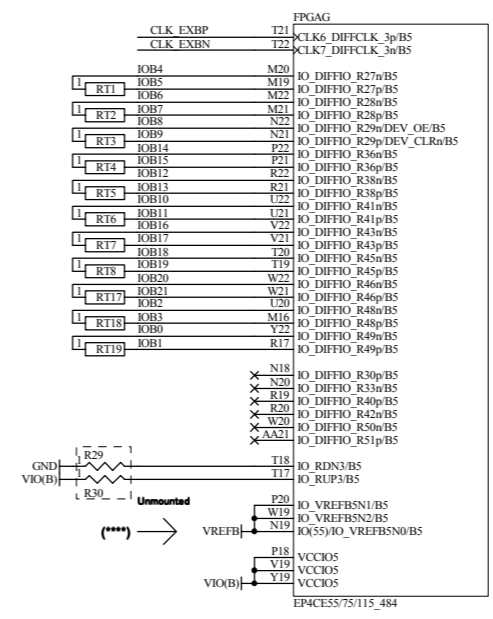 FPGAG
CLK_EXBP T21 CLK6_DIFFCLK_3p/B5
CLK_EXBN T22 CLK7_DIFFCLK_3n/B5
IOB4 M20 IO_DIFFIO_R27n/B5
1 RT1 IOB5 M19 IO_DIFFIO_R27p/B5
IOB6 M22 IO_DIFFIO_R28n/B5
1 RT2 IOB7 M21 IO_DIFFIO_R28p/B5
IOB8 N22 IO_DIFFIO_R29n/DEV_OE/B5
1 RT3 IOB9 N21 IO_DIFFIO_R29p/DEV_CLRn/B5
IOB14 P22 IO_DIFFIO_R36n/B5
1 RT4 IOB15 P21 IO_DIFFIO_R36p/B5
IOB12 R22 IO_DIFFIO_R38n/B5
1 RT5 IOB13 R21 IO_DIFFIO_R38p/B5
IOB10 U22 IO_DIFFIO_R41n/B5
1 RT6 IOB11 U21 IO_DIFFIO_R41p/B5
IOB16 V22 IO_DIFFIO_R43n/B5
1 RT7 IOB17 V21 IO_DIFFIO_R43p/B5
IOB18 T20 IO_DIFFIO_R45n/B5
1 RT8 IOB19 T19 IO_DIFFIO_R45p/B5
IOB20 W22 IO_DIFFIO_R46n/B5
1 RT17 IOB21 W21 IO_DIFFIO_R46p/B5
IOB2 U20 IO_DIFFIO_R48n/B5
1 RT18 IOB3 M16 IO_DIFFIO_R48p/B5
IOB0 Y22 IO_DIFFIO_R49n/B5
1 RT19 IOB1 R17 IO_DIFFIO_R49p/B5
N18 IO_DIFFIO_R30p/B5
N20 IO_DIFFIO_R33n/B5
R19 IO_DIFFIO_R40p/B5
R20 IO_DIFFIO_R42n/B5
W20 IO_DIFFIO_R50n/B5
AA21 IO_DIFFIO_R51p/B5
R29
GND 1 T18 IO_RDN3/B5
VIO(B) 1 T17 IO_RUP3/B5
R30 Unmounted
P20 IO_VREFB5N1/B5
W19 IO_VREFB5N2/B5
(****) VREFB N19 IO(55)/IO_VREFB5N0/B5
P18 VCCIO5
V19 VCCIO5
VIO(B) Y19 VCCIO5
EP4CE55/75/115_484